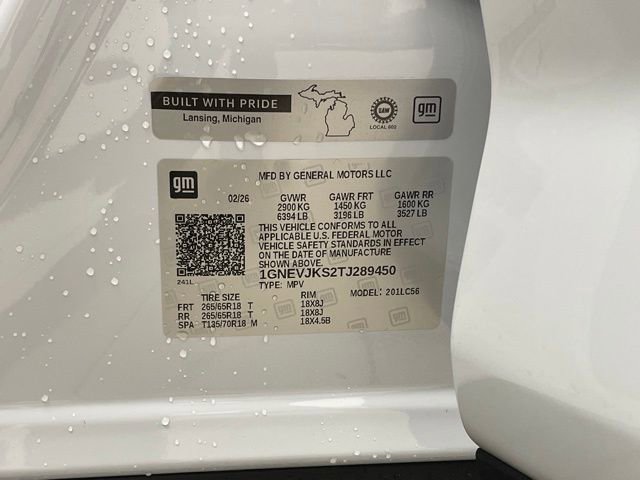 BUILT WITH PRIDE
Lansing, Michigan
UAW
LOCAL 602
gm
gm
MFD BY GENERAL MOTORS LLC
02/26 GVWR GAWR FRT GAWR RR
2900 KG 1450 KG 1600 KG
6394 LB 3196 LB 3527 LB
THIS VEHICLE CONFORMS TO ALL
APPLICABLE U.S. FEDERAL MOTOR
VEHICLE SAFETY STANDARDS IN EFFECT
ON THE DATE OF MANUFACTURE
SHOWN ABOVE.
241L
1GNEVJKS2TJ289450
TYPE: MPV
TIRE SIZE RIM MODEL: 201LC56
FRT 265/65R18 T 18X8J
RR 265/65R18 T 18X8J
SPA T135/70R18 M 18X4.5B